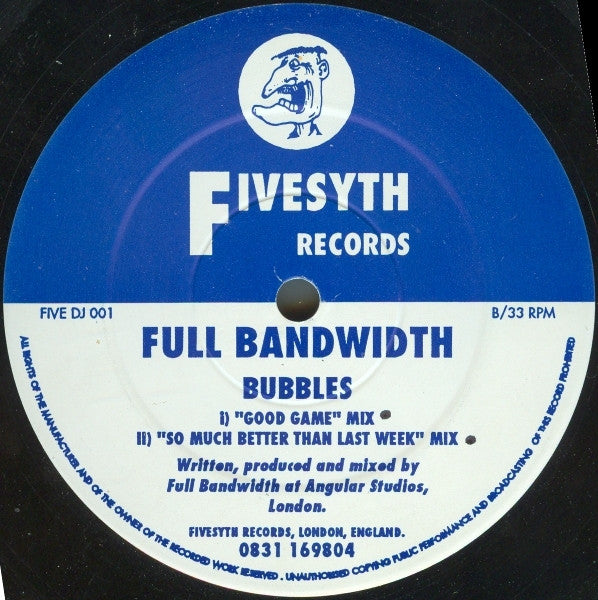 FIVESYTH
RECORDS
FIVE DJ 001
B/33 RPM
FULL BANDWIDTH
BUBBLES
i) "GOOD GAME" MIX
ii) "SO MUCH BETTER THAN LAST WEEK" MIX
Written, produced and mixed by
Full Bandwidth at Angular Studios,
London.
FIVESYTH RECORDS, LONDON, ENGLAND.
0831 169804
ALL RIGHTS OF THE MANUFACTURER AND OF THE OWNER OF THE RECORDED WORK RESERVED . UNAUTHORISED COPYING PUBLIC PERFORMANCE AND BROADCASTING OF THIS RECORD PROHIBITED